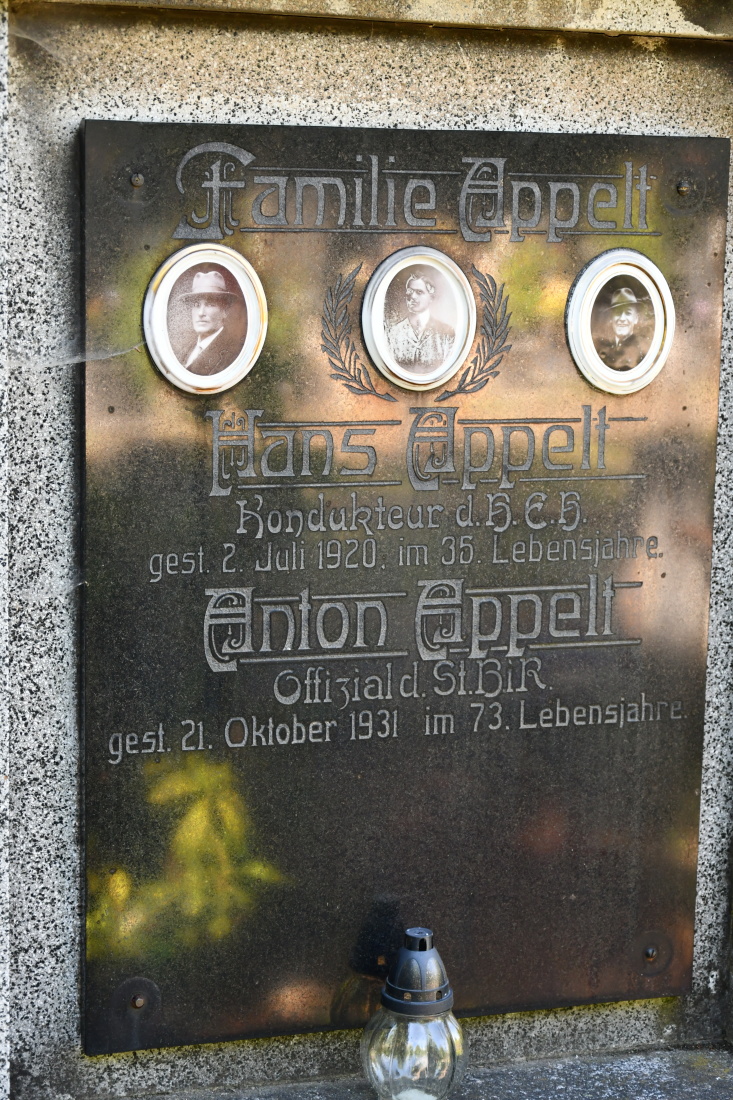 Familie Appelt
Hans Appelt
Kondukteur d. B. E. B.
gest. 2. Juli 1920, im 35. Lebensjahre.
Anton Appelt
Offizial d. St. B i R.
gest. 21. Oktober 1931 im 73. Lebensjahre.